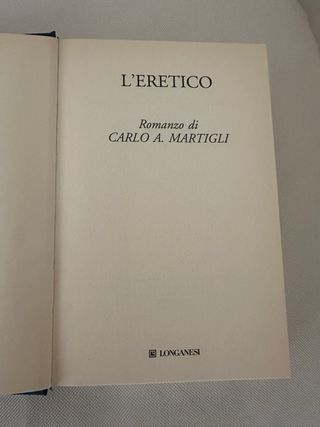 L'ERETICO
Romanzo di
CARLO A. MARTIGLI
LONGANESI